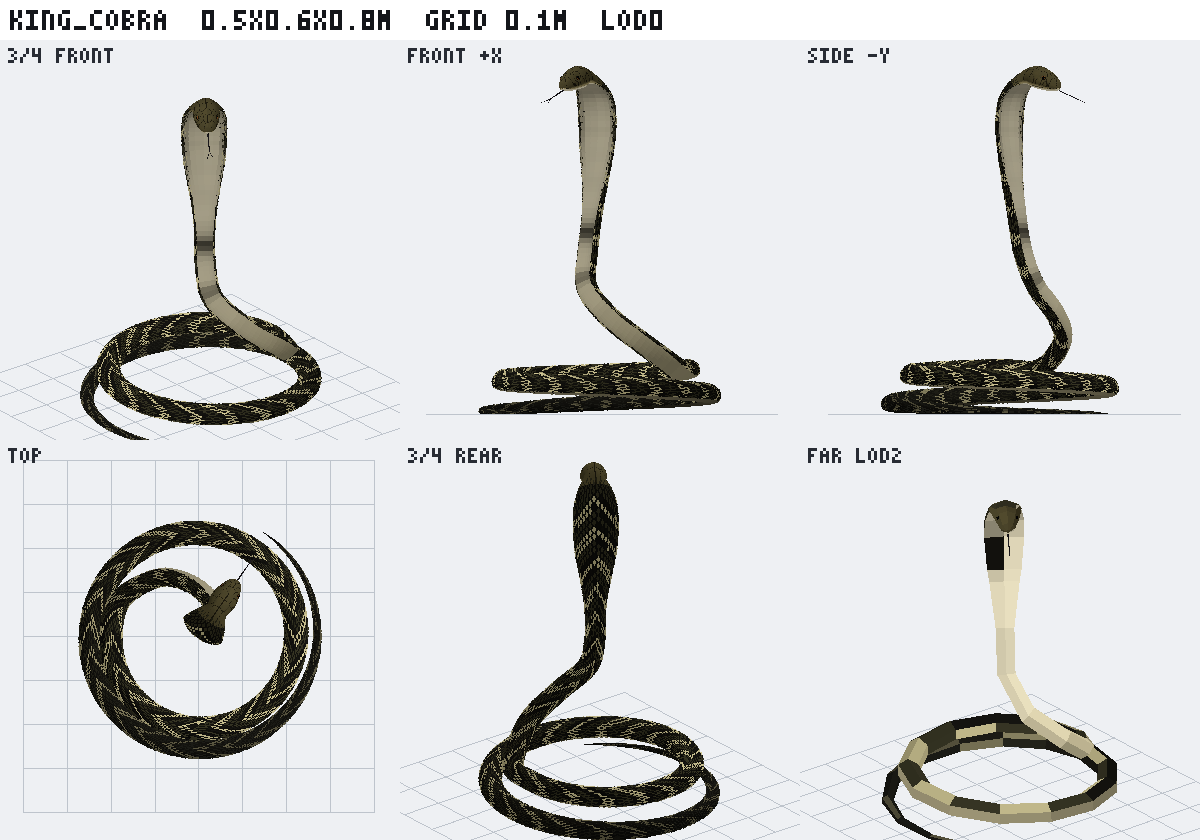 KING_COBRA 0.5X0.6X0.8M GRID 0.1M LOD0
3/4 FRONT
FRONT +X
SIDE -Y
TOP
3/4 REAR
FAR LOD2